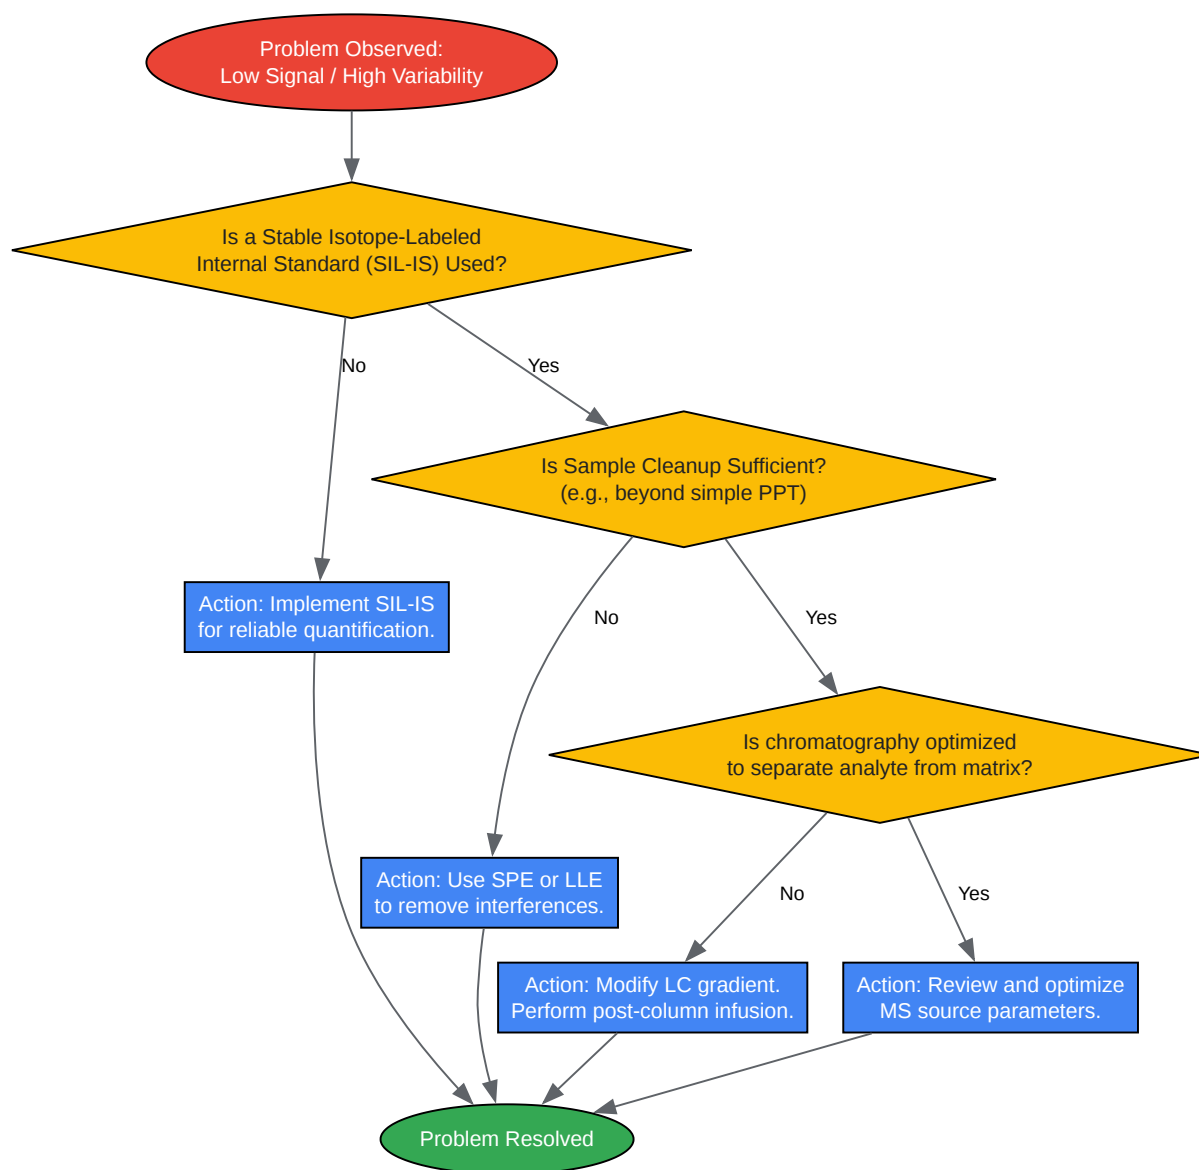 Problem Observed:
Low Signal / High Variability
Is a Stable Isotope-Labeled
Internal Standard (SIL-IS) Used?
No
Yes
Is Sample Cleanup Sufficient?
(e.g., beyond simple PPT)
Action: Implement SIL-IS
for reliable quantification.
No
Yes
Is chromatography optimized
to separate analyte from matrix?
Action: Use SPE or LLE
to remove interferences.
No
Yes
Action: Modify LC gradient.
Perform post-column infusion.
Action: Review and optimize
MS source parameters.
Problem Resolved